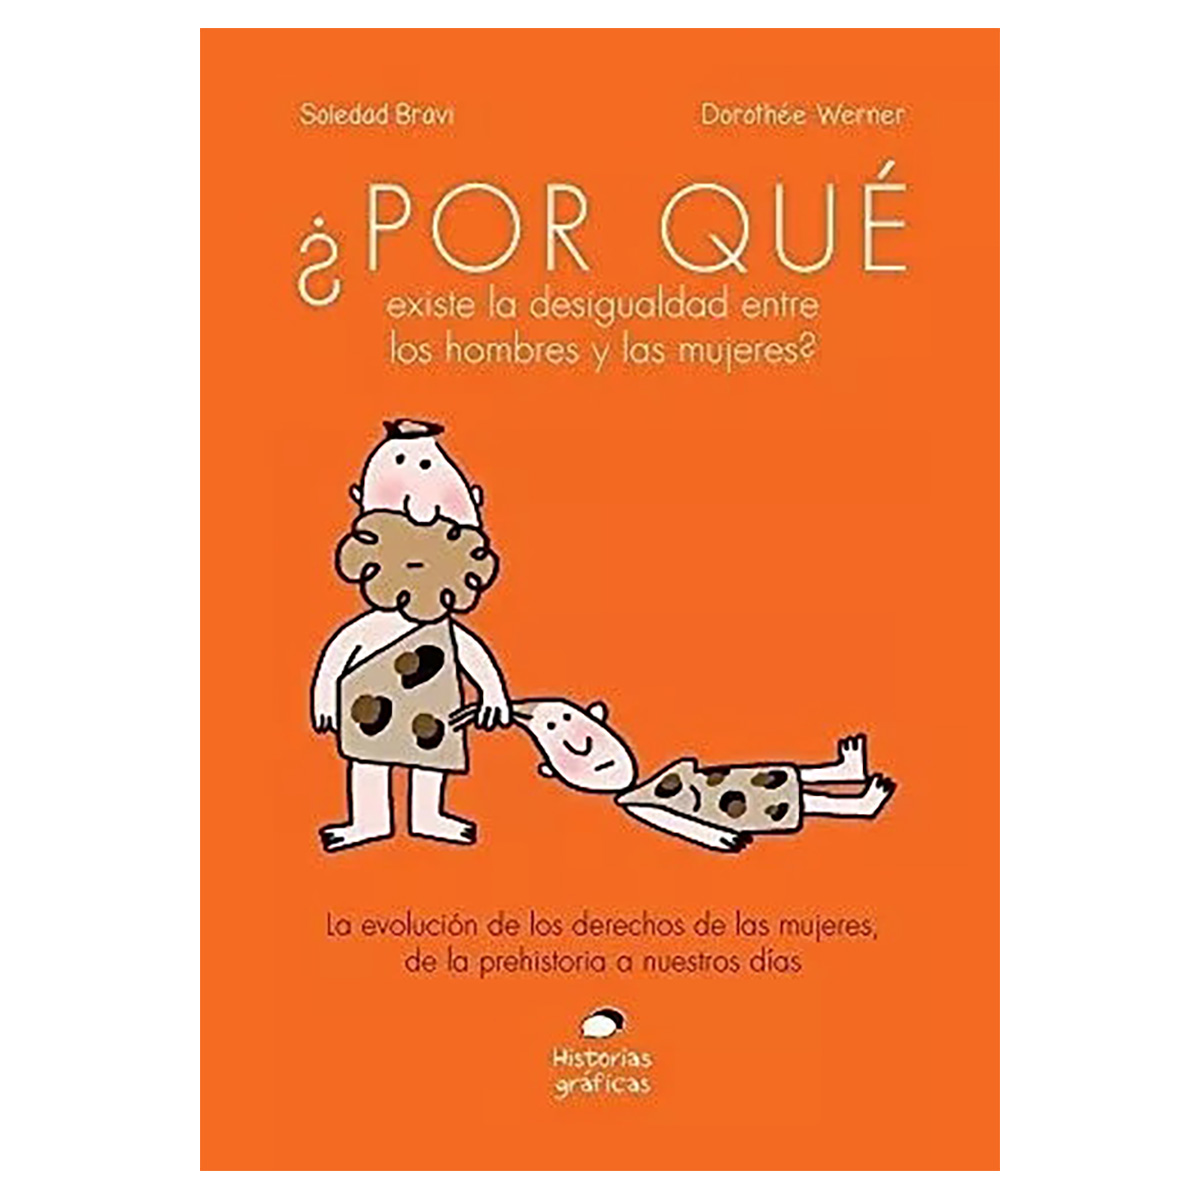 Soledad Bravi
Dorothée Werner
¿POR QUÉ
existe la desigualdad entre
los hombres y las mujeres?
La evolución de los derechos de las mujeres,
de la prehistoria a nuestros días
Historias
gráficas